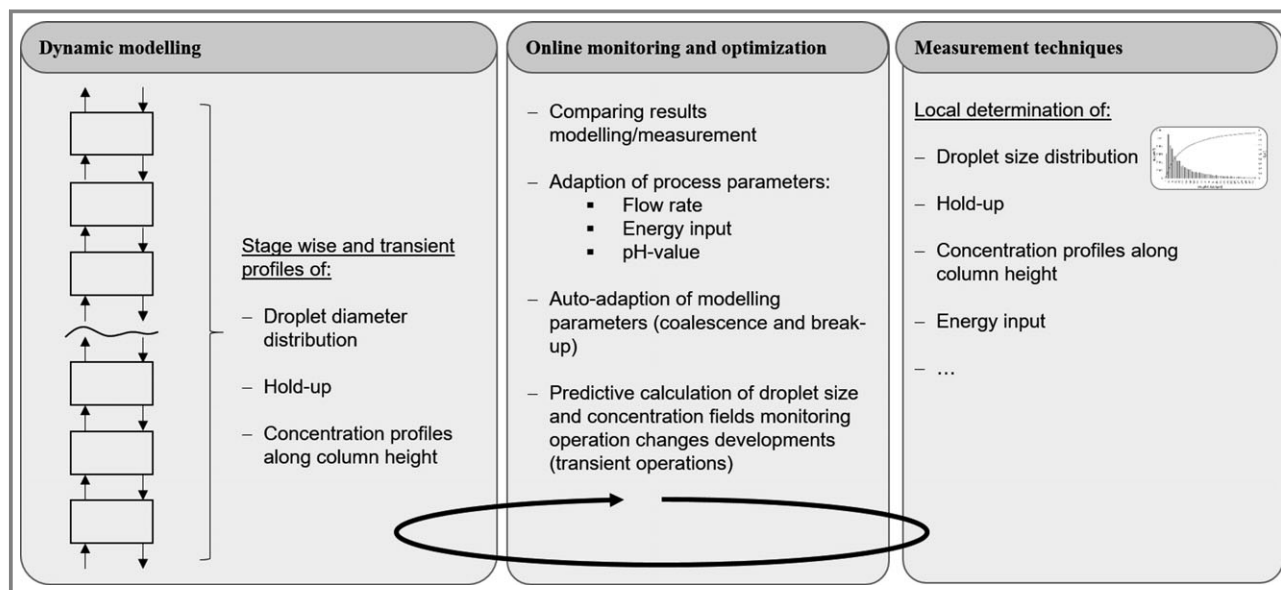 Dynamic modelling
Stage wise and transient
profiles of:
– Droplet diameter
distribution
– Hold-up
– Concentration profiles
along column height
Online monitoring and optimization
– Comparing results
modelling/measurement
– Adaption of process parameters:
▪ Flow rate
▪ Energy input
▪ pH-value
– Auto-adaption of modelling
parameters (coalescence and break-
up)
– Predictive calculation of droplet size
and concentration fields monitoring
operation changes developments
(transient operations)
Measurement techniques
Local determination of:
– Droplet size distribution
– Hold-up
– Concentration profiles along
column height
– Energy input
– …